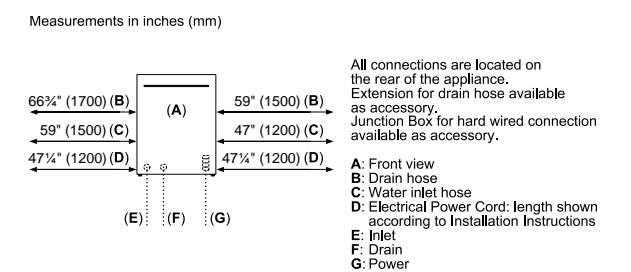 Measurements in inches (mm)
66¾" (1700) (B)
59" (1500) (C)
47¼" (1200) (D)
(A)
59" (1500) (B)
47" (1200) (C)
47¼" (1200) (D)
(E) (F) (G)
All connections are located on
the rear of the appliance.
Extension for drain hose available
as accessory.
Junction Box for hard wired connection
available as accessory.
A: Front view
B: Drain hose
C: Water inlet hose
D: Electrical Power Cord: length shown
according to Installation Instructions
E: Inlet
F: Drain
G: Power